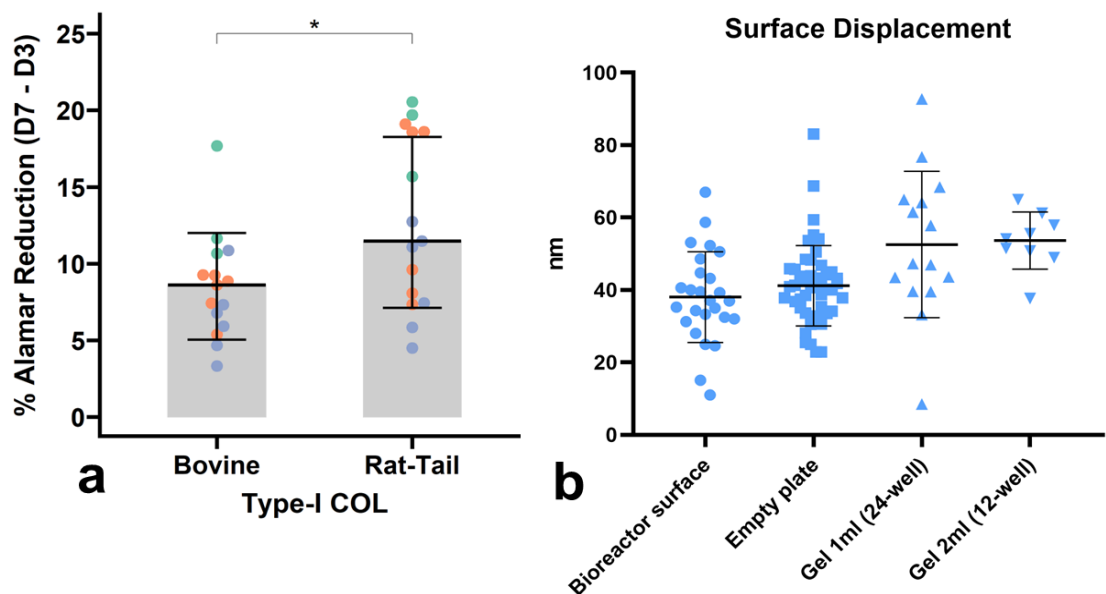 % Alamar Reduction (D7 - D3)
25
20
15
10
5
0
*
Bovine
Rat-Tail
Type-I COL
a
Surface Displacement
nm
100
80
60
40
20
0
Bioreactor surface
Empty plate
Gel 1ml (24-well)
Gel 2ml (12-well)
b